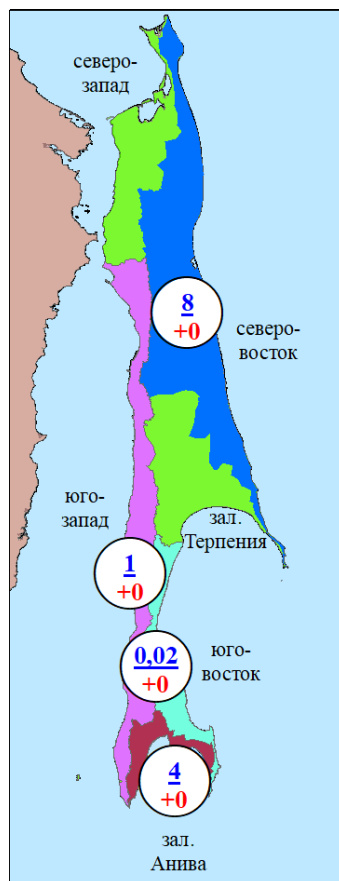 северо-
запад
8
+0
северо-
восток
юго-
запад
зал.
Терпения
1
+0
0,02
+0
юго-
восток
4
+0
зал.
Анива